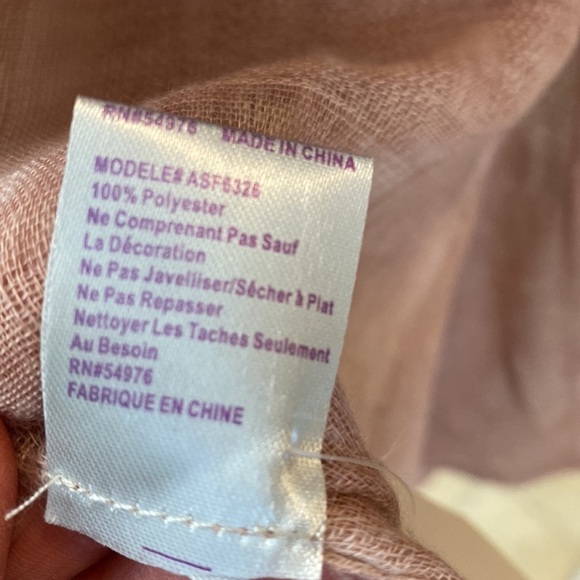 RN#54976 MADE IN CHINA
MODELE# ASF6326
100% Polyester
Ne Comprenant Pas Sauf
La Décoration
Ne Pas Javelliser/Sécher à Plat
Ne Pas Repasser
Nettoyer Les Taches Seulement
Au Besoin
RN#54976
FABRIQUE EN CHINE